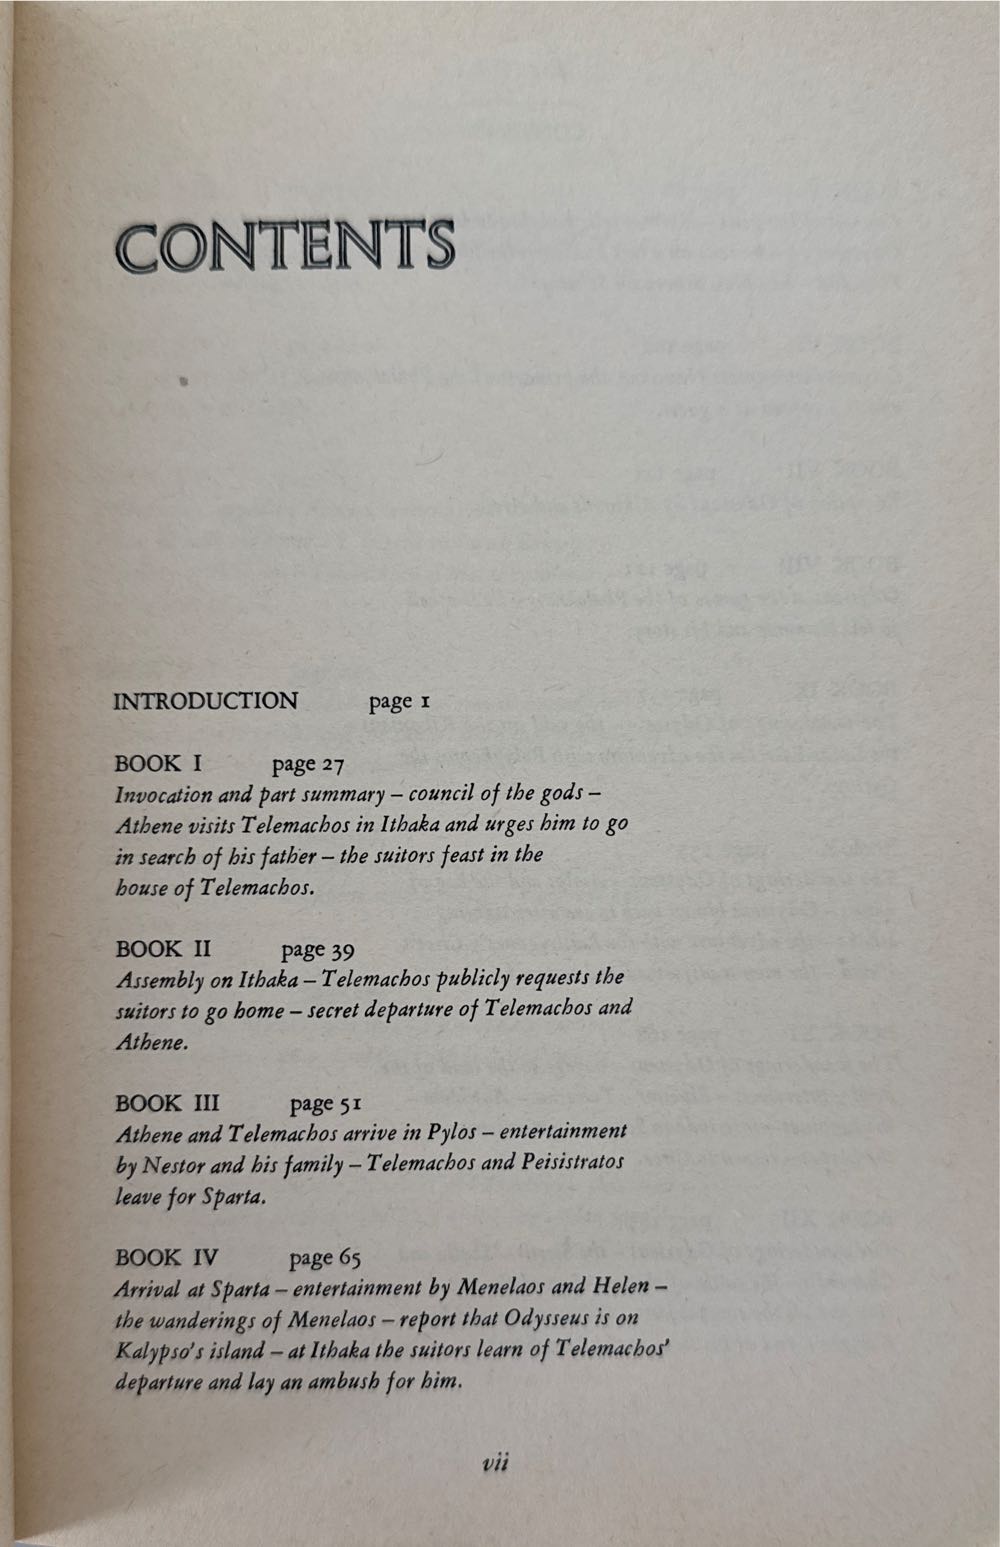 CONTENTS
INTRODUCTION page 1
BOOK I page 27
Invocation and part summary – council of the gods –
Athene visits Telemachos in Ithaka and urges him to go
in search of his father – the suitors feast in the
house of Telemachos.
BOOK II page 39
Assembly on Ithaka – Telemachos publicly requests the
suitors to go home – secret departure of Telemachos and
Athene.
BOOK III page 51
Athene and Telemachos arrive in Pylos – entertainment
by Nestor and his family – Telemachos and Peisistratos
leave for Sparta.
BOOK IV page 65
Arrival at Sparta – entertainment by Menelaos and Helen –
the wanderings of Menelaos – report that Odysseus is on
Kalypso's island – at Ithaka the suitors learn of Telemachos'
departure and lay an ambush for him.
vii